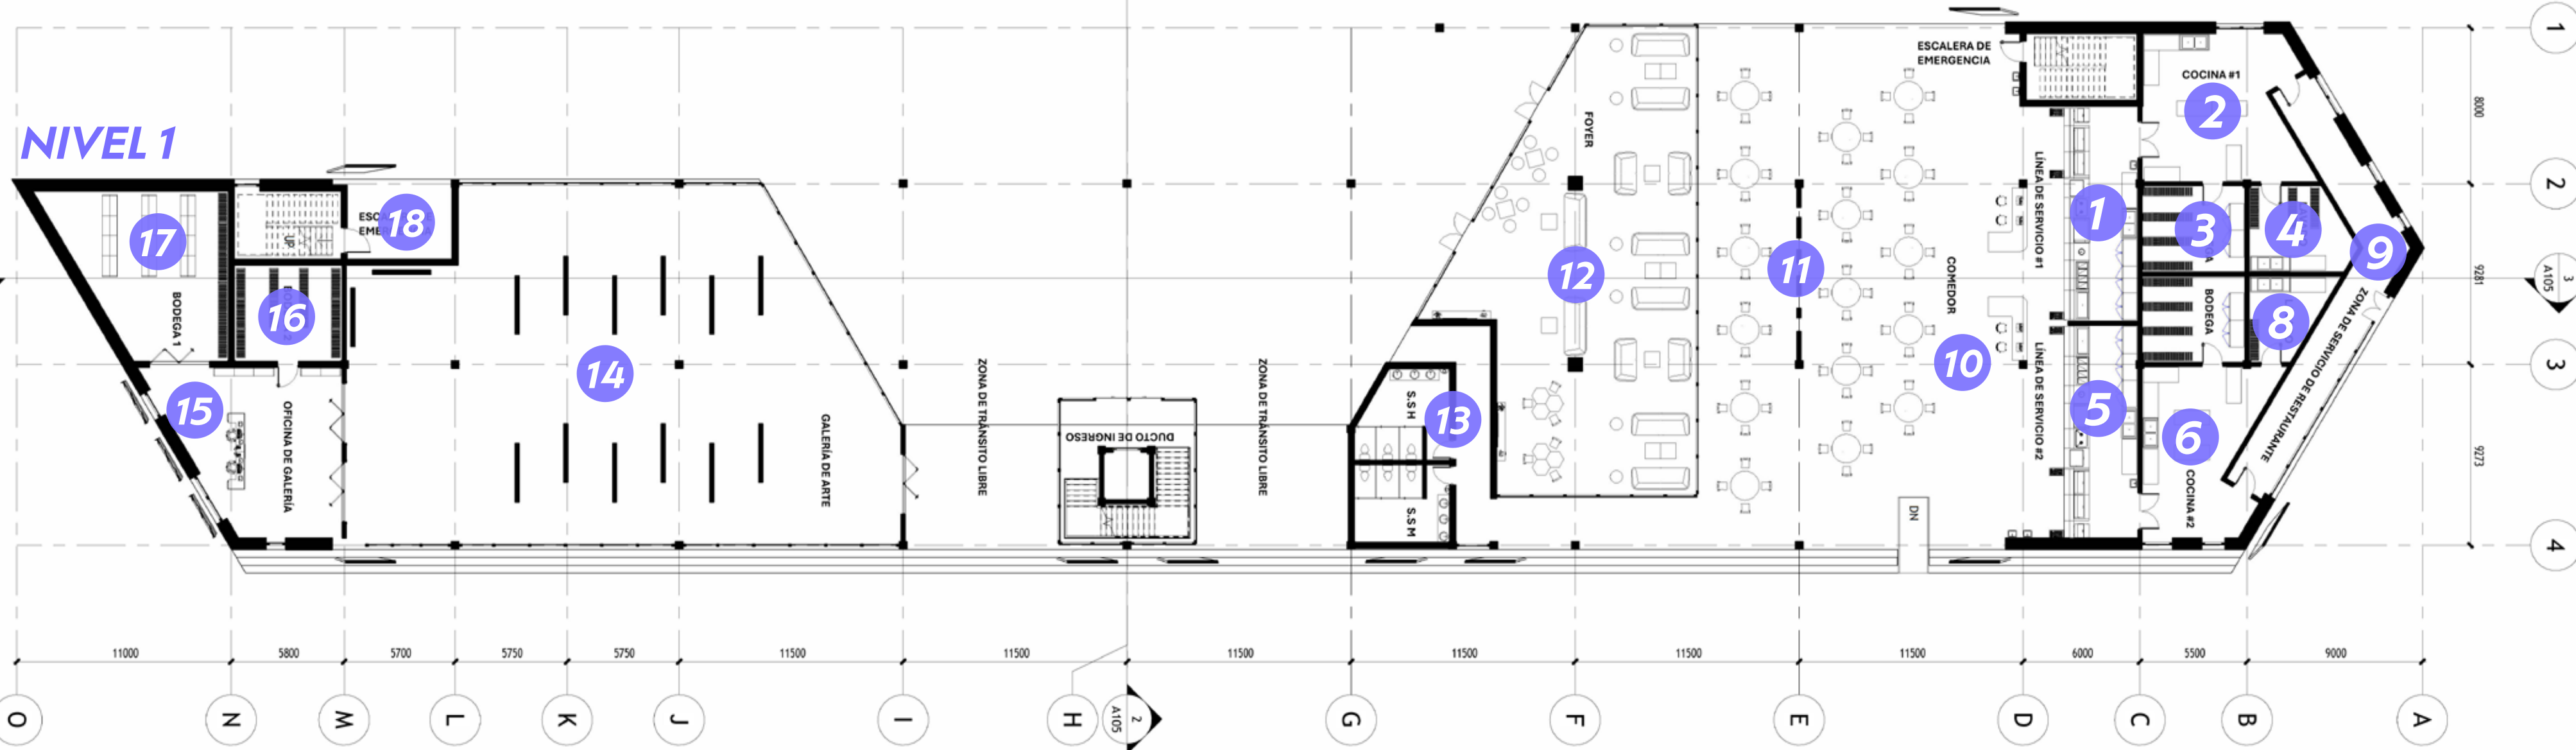 NIVEL 1
1
2
3
4
8000
9281
9273
3
A105
ESCALERA DE
EMERGENCIA
COCINA #1
2
FOYER
LÍNEA DE SERVICIO #1
1
3
4
9
12
11
COMEDOR
BODEGA
8
ZONA DE SERVICIO DE RESTAURANTE
10
LÍNEA DE SERVICIO #2
5
6
COCINA #2
DN
S.S H
13
S.S M
ZONA DE TRÁNSITO LIBRE
DUCTO DE INGRESO
ZONA DE TRÁNSITO LIBRE
GALERÍA DE ARTE
14
18
UP
17
BODEGA 1
16
15
OFICINA DE GALERÍA
11000
5800
5700
5750
5750
11500
11500
11500
11500
11500
11500
6000
5500
9000
O
N
M
L
K
J
I
H
2
A105
G
F
E
D
C
B
A